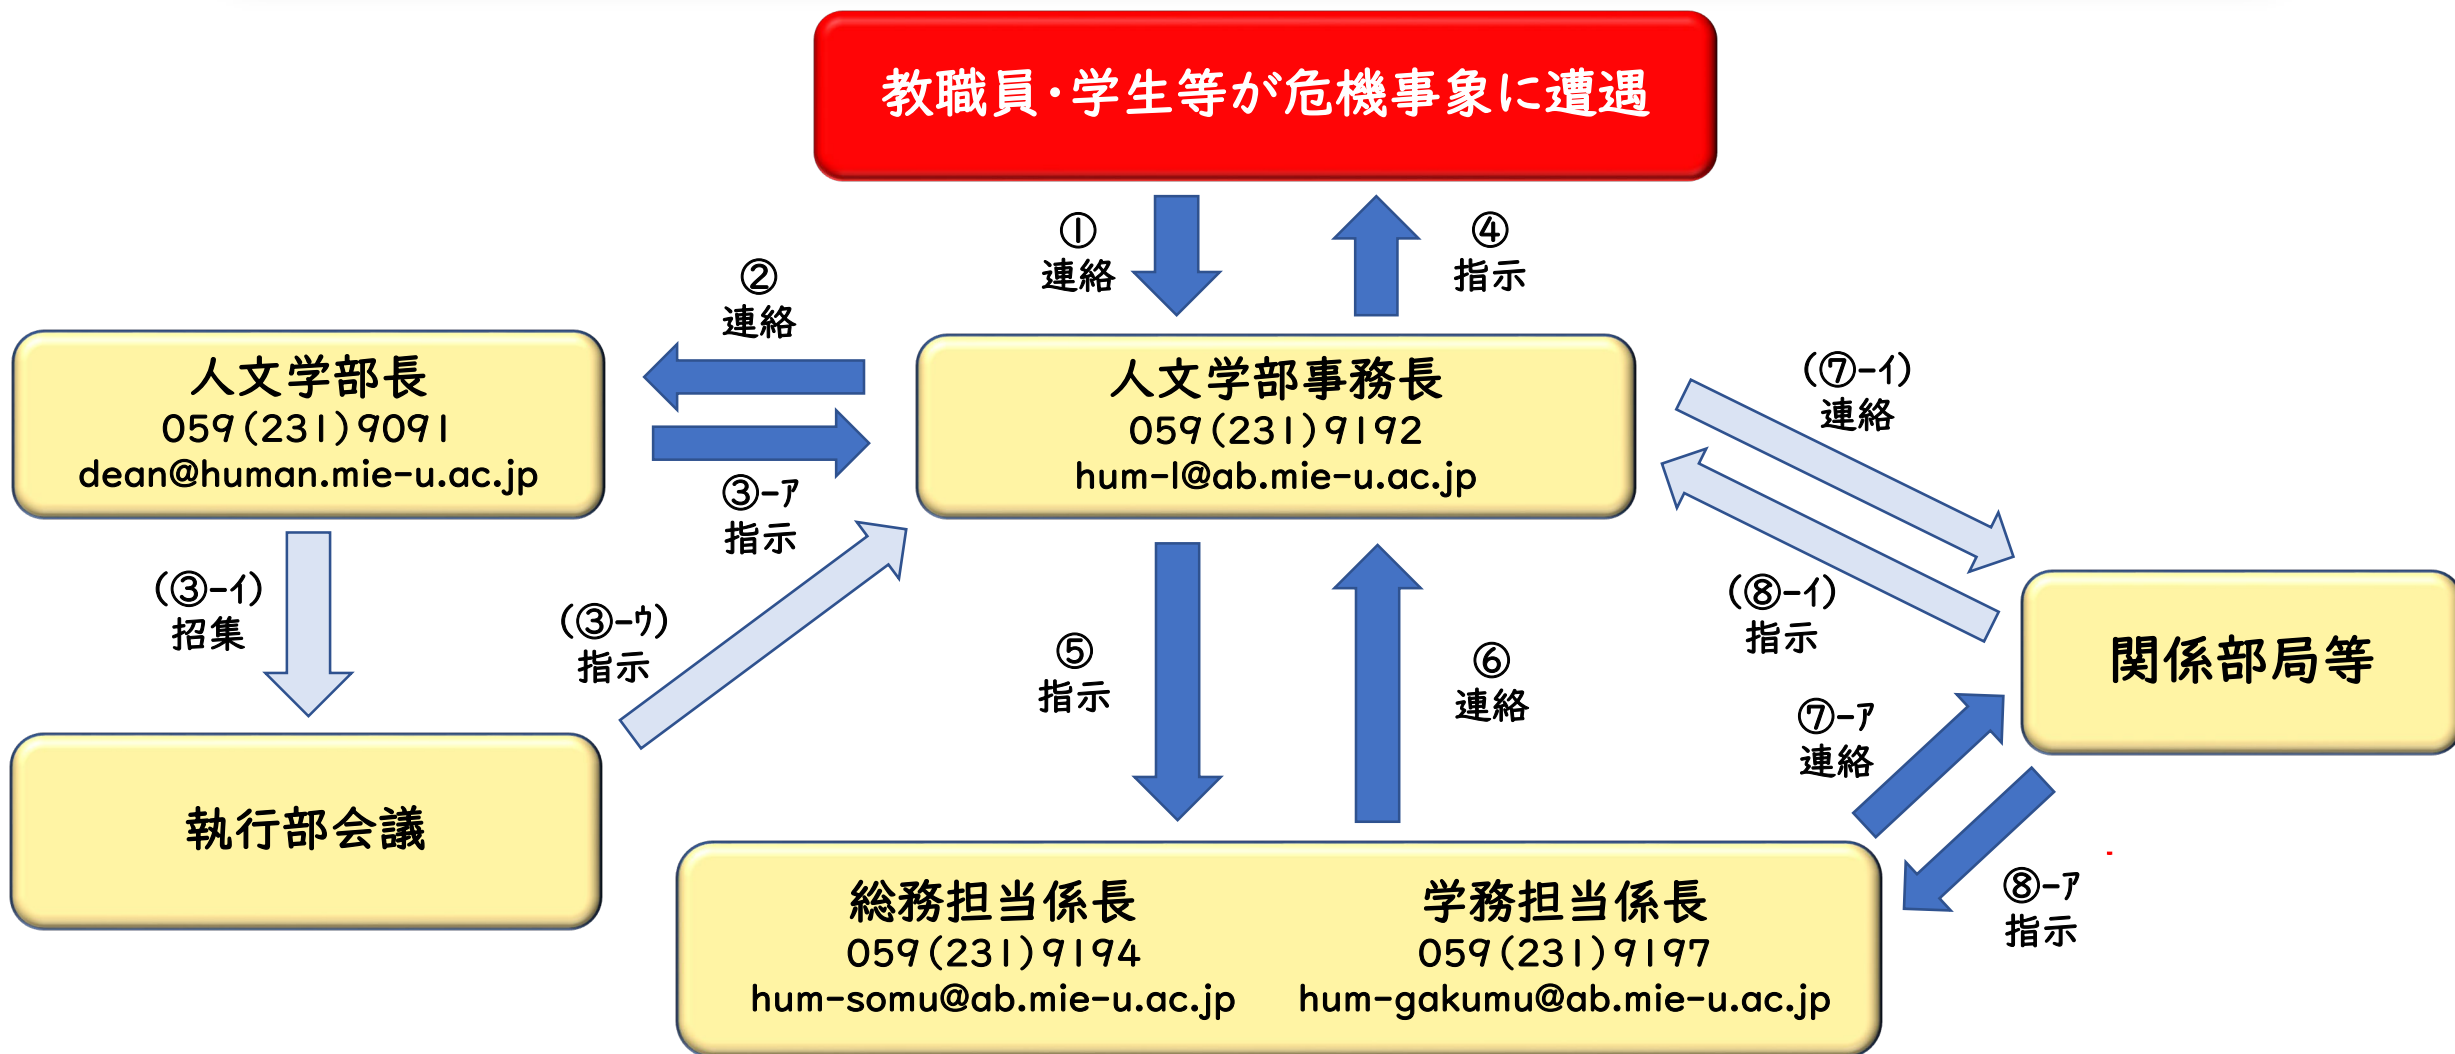 教職員・学生等が危機事象に遭遇
①
連絡
④
指示
②
連絡
人文学部長
059(231)9091
dean@human.mie-u.ac.jp
人文学部事務長
059(231)9192
hum-l@ab.mie-u.ac.jp
(⑦-ｲ)
連絡
③-ｱ
指示
(③-ｲ)
招集
(③-ｳ)
指示
(⑧-ｲ)
指示
⑤
指示
⑥
連絡
関係部局等
⑦-ｱ
連絡
執行部会議
総務担当係長
059(231)9194
hum-somu@ab.mie-u.ac.jp
学務担当係長
059(231)9197
hum-gakumu@ab.mie-u.ac.jp
⑧-ｱ
指示